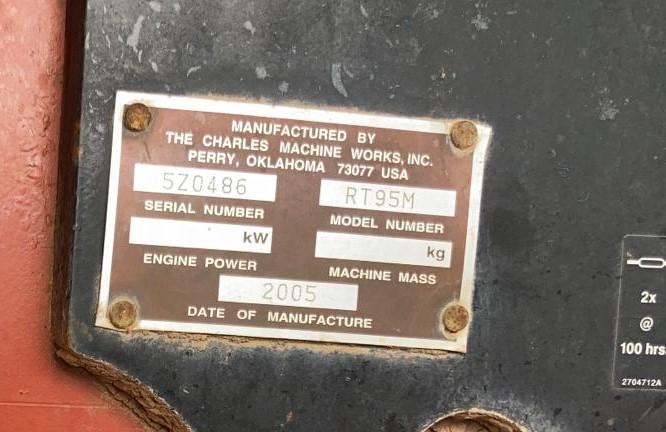 MANUFACTURED BY
THE CHARLES MACHINE WORKS, INC.
PERRY, OKLAHOMA 73077 USA
5Z0486 RT95M
SERIAL NUMBER MODEL NUMBER
kW kg
ENGINE POWER MACHINE MASS
2005
DATE OF MANUFACTURE
2x
@
100 hrs
2704712A